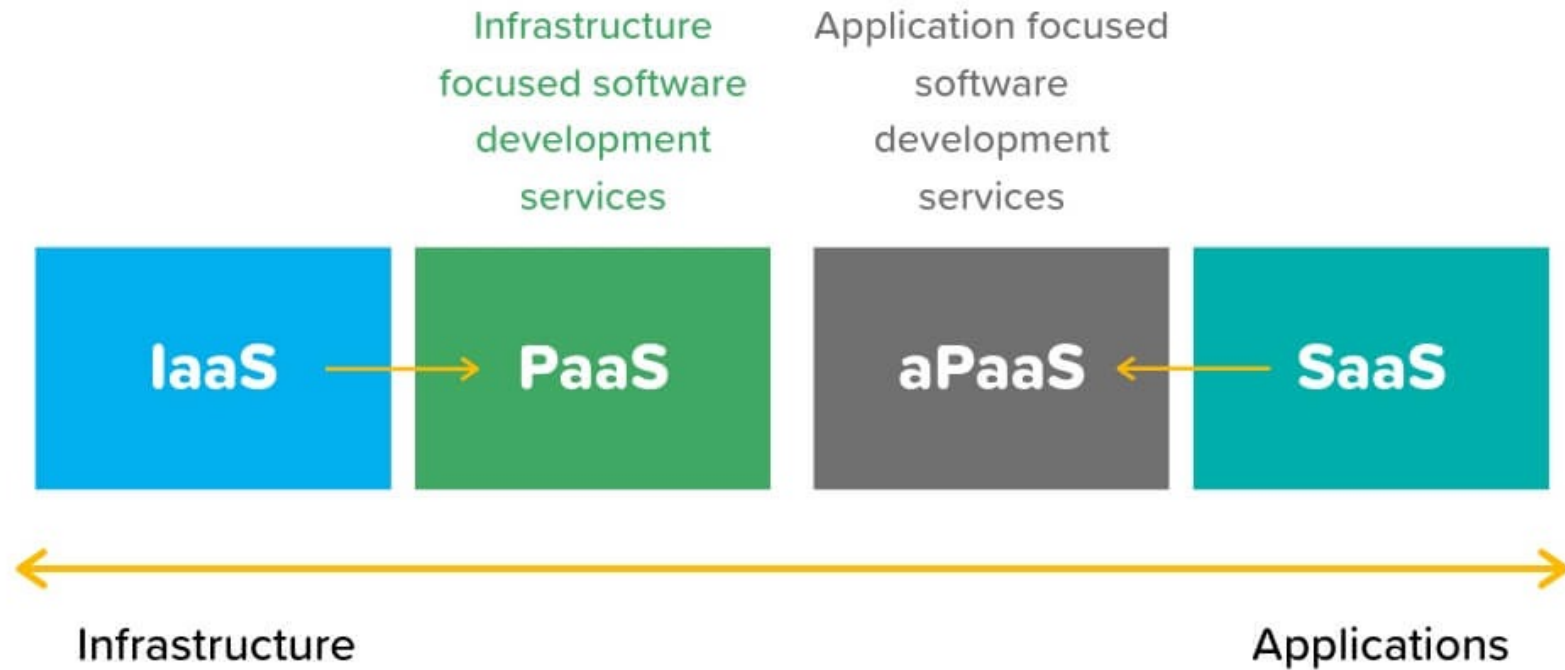 Infrastructure
focused software
development
services
Application focused
software
development
services
IaaS
PaaS
aPaaS
SaaS
Infrastructure
Applications